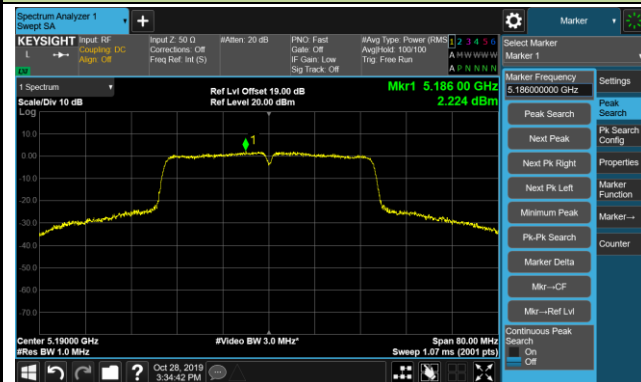 Spectrum Analyzer 1
Swept SA
Marker
KEYSIGHT
L
LXI
Input: RF
Coupling: DC
Align: Off
Input Z: 50 Ω
Corrections: Off
Freq Ref: Int (S)
#Atten: 20 dB
PNO: Fast
Gate: Off
IF Gain: Low
Sig Track: Off
#Avg Type: Power (RMS
Avg|Hold: 100/100
Trig: Free Run
1 2 3 4 5 6
A W W W W W
A P N N N N
Select Marker
Marker 1
1 Spectrum
Scale/Div 10 dB
Log
Ref Lvl Offset 19.00 dB
Ref Level 20.00 dBm
Mkr1 5.186 00 GHz
2.224 dBm
10.0
0.00
-10.0
-20.0
-30.0
-40.0
-50.0
-60.0
-70.0
1
Center 5.19000 GHz
#Res BW 1.0 MHz
#Video BW 3.0 MHz*
Span 80.00 MHz
Sweep 1.07 ms (2001 pts)
Marker Frequency
5.186000000 GHz
Peak Search
Next Peak
Next Pk Right
Next Pk Left
Minimum Peak
Pk-Pk Search
Marker Delta
Mkr→CF
Mkr→Ref Lvl
Continuous Peak
Search
On
Off
Settings
Peak
Search
Pk Search
Config
Properties
Marker
Function
Marker→
Counter
Oct 28, 2019
3:34:42 PM